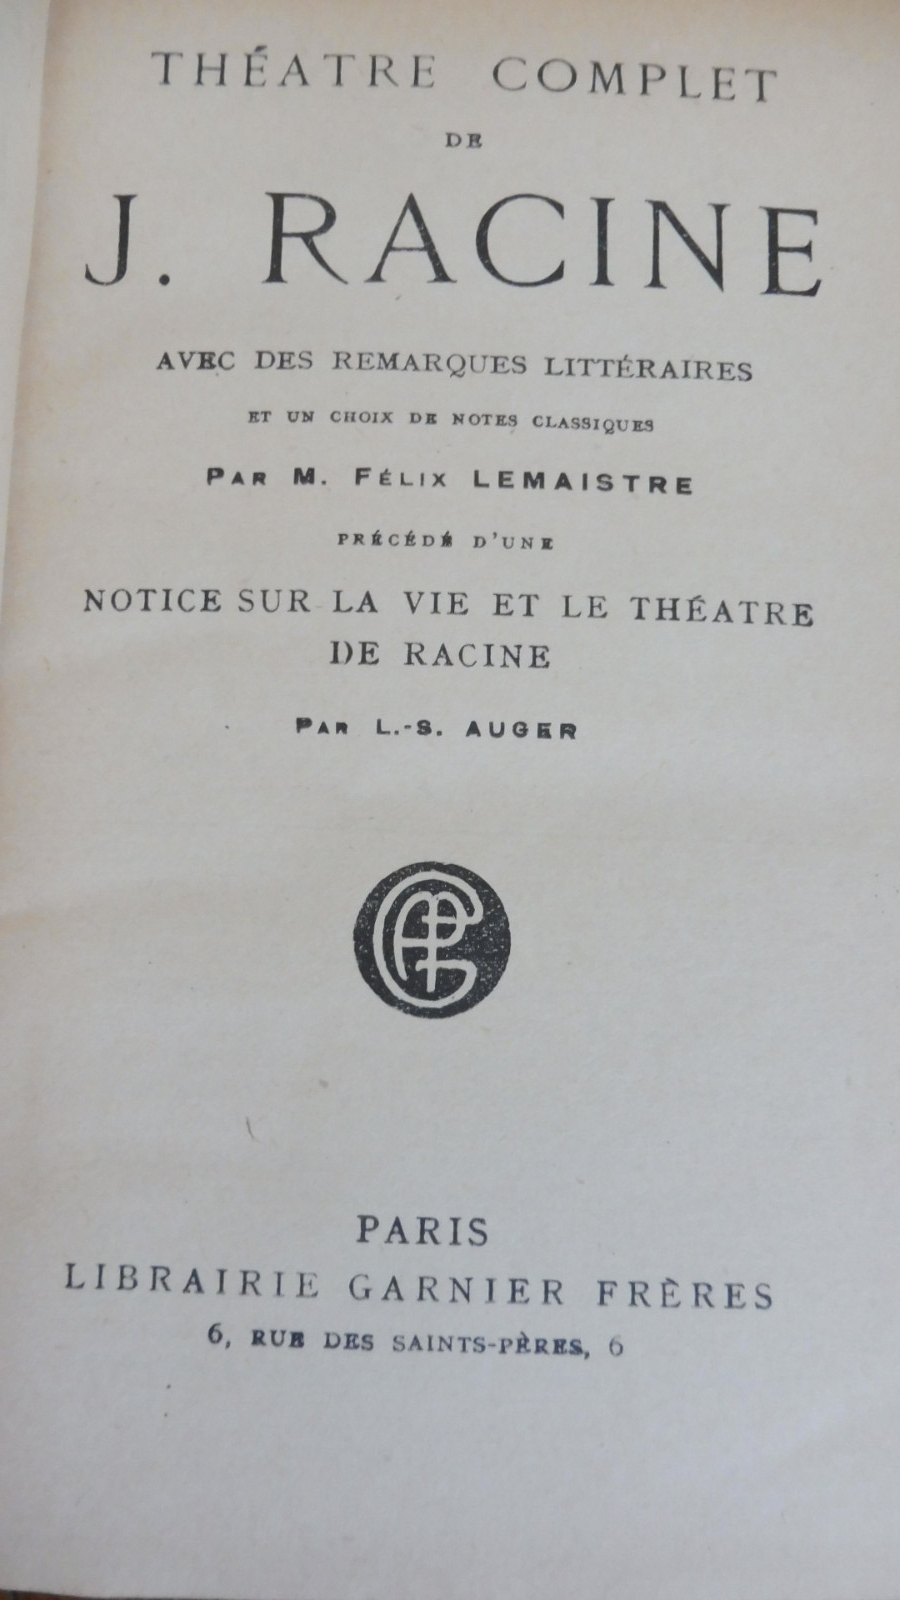 THÉATRE COMPLET
DE
J. RACINE
AVEC DES REMARQUES LITTÉRAIRES
ET UN CHOIX DE NOTES CLASSIQUES
PAR M. FÉLIX LEMAISTRE
PRÉCÉDÉ D'UNE
NOTICE SUR LA VIE ET LE THÉATRE
DE RACINE
PAR L.-S. AUGER
PARIS
LIBRAIRIE GARNIER FRÈRES
6, RUE DES SAINTS-PÈRES, 6